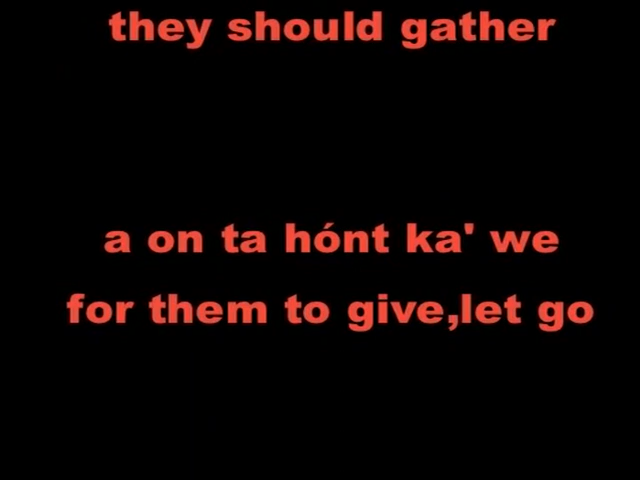 they should gather
a on ta hónt ka' we
for them to give,let go